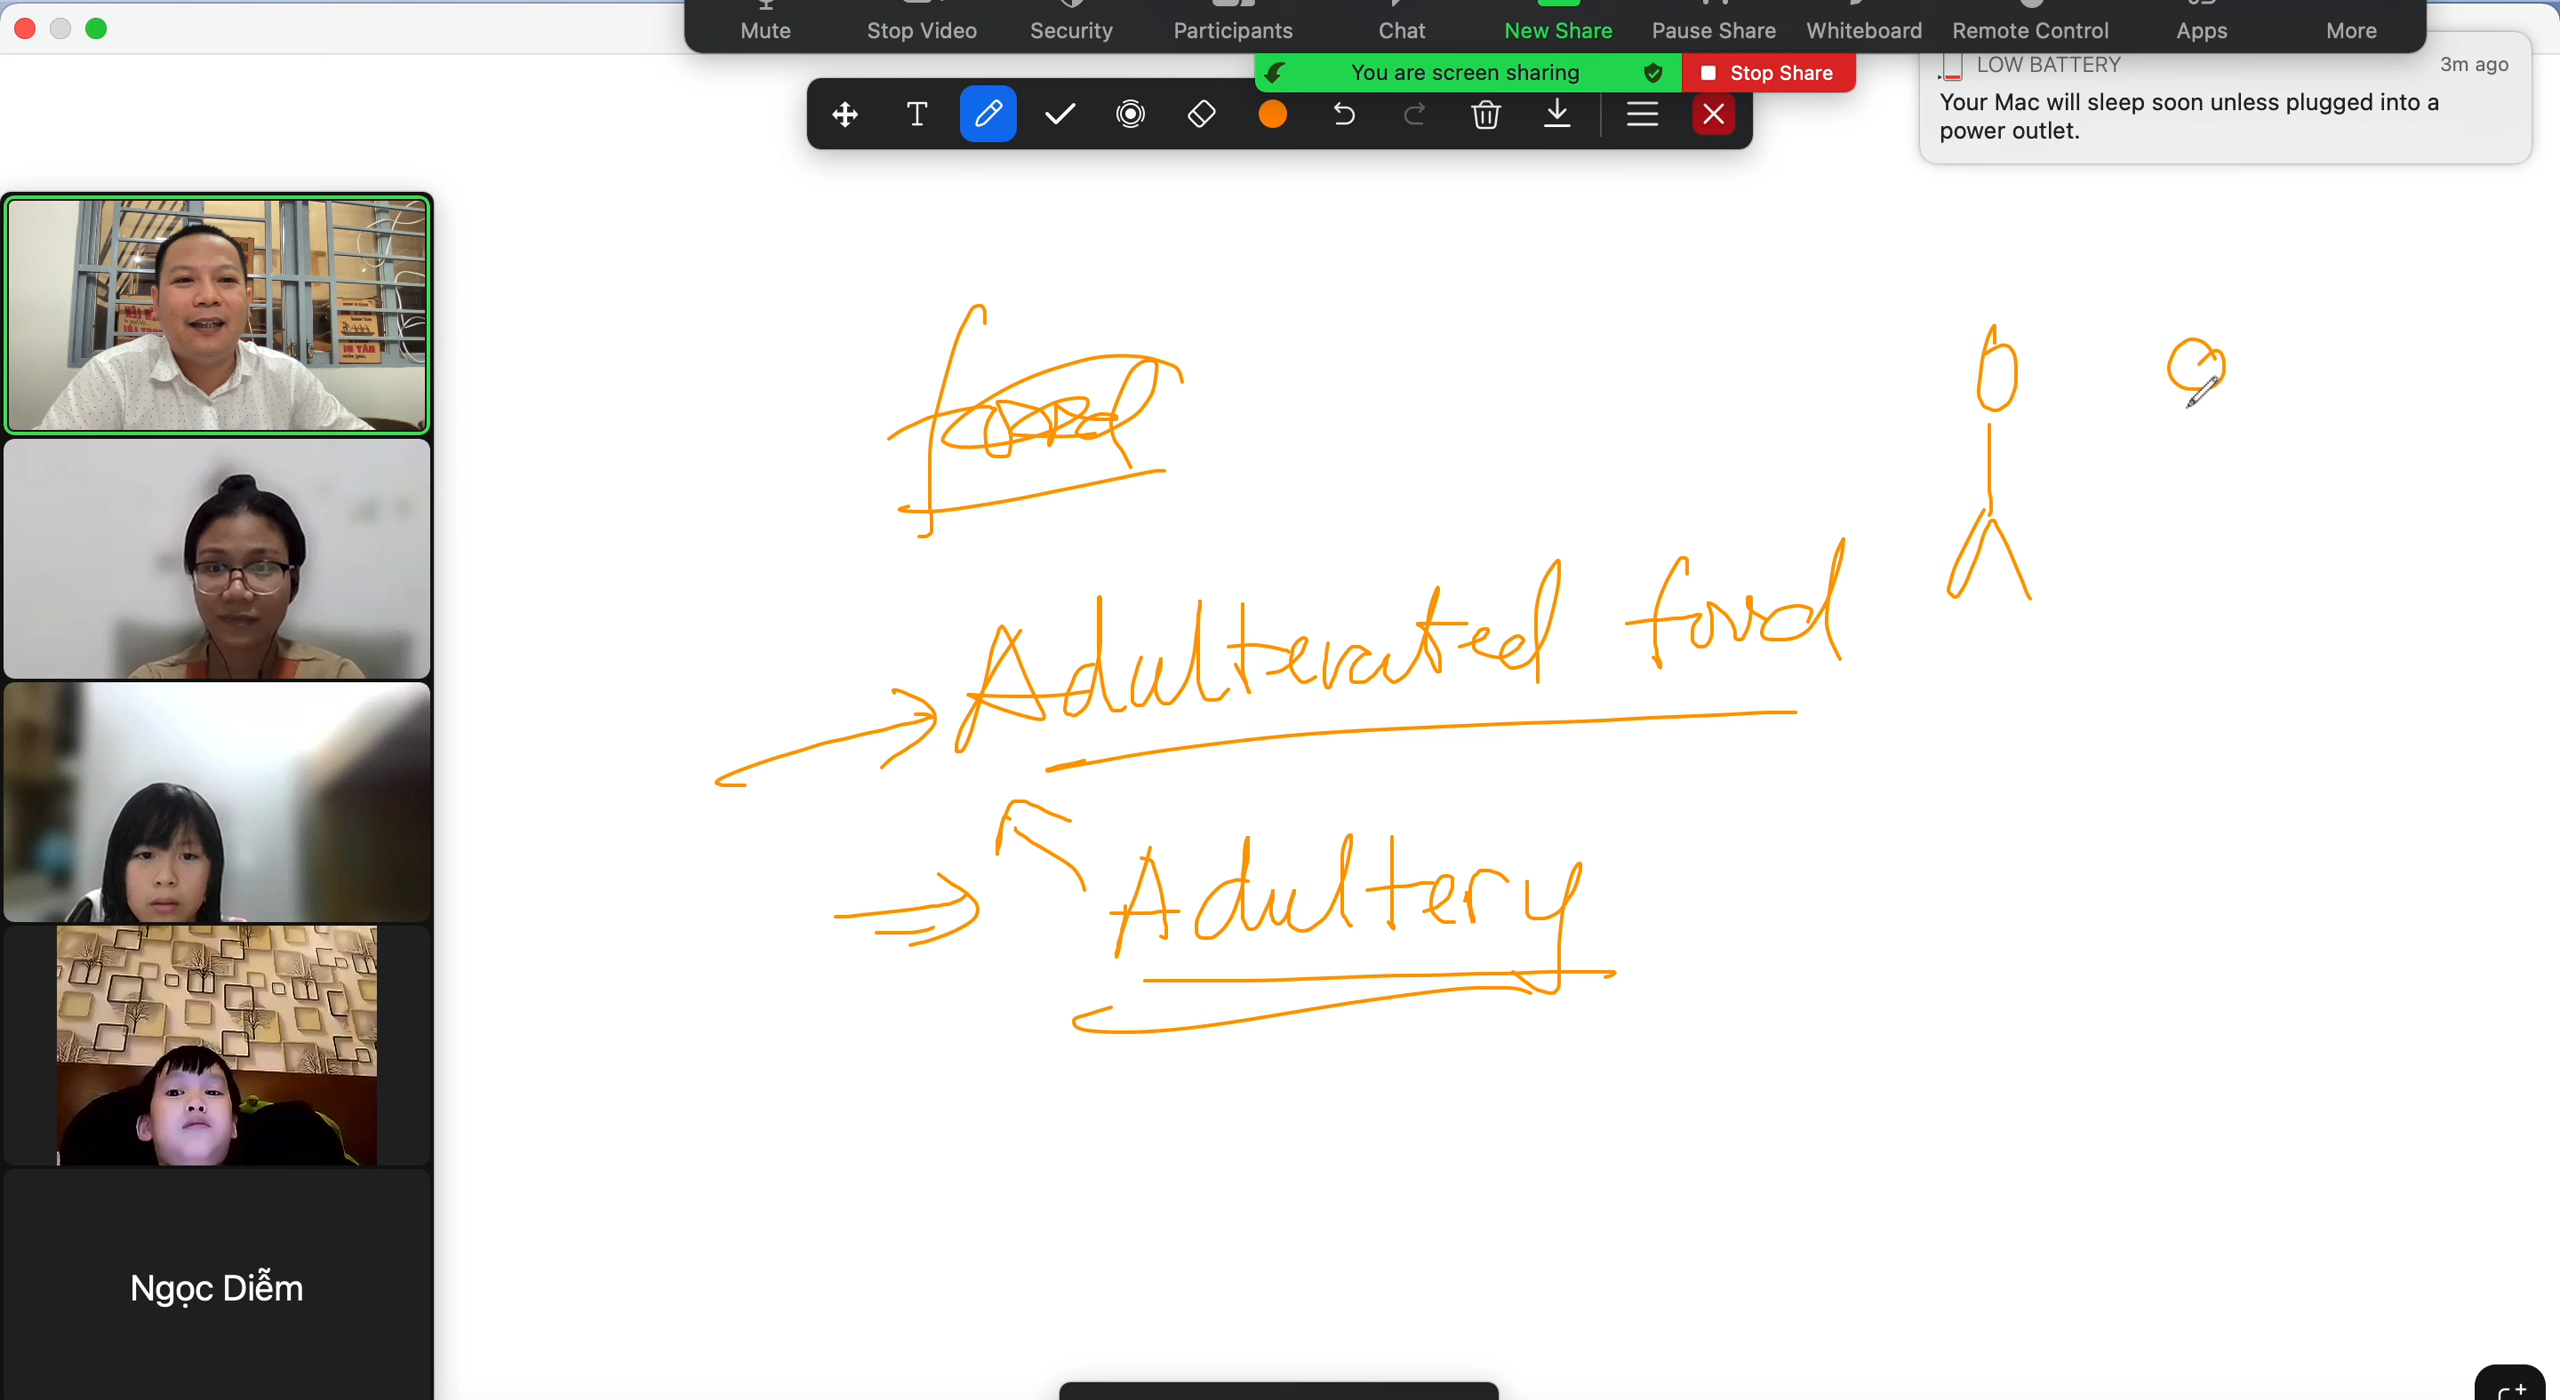 Mute Stop Video Security Participants Chat New Share Pause Share Whiteboard Remote Control Apps More
You are screen sharing Stop Share
LOW BATTERY 3m ago
Your Mac will sleep soon unless plugged into a
power outlet.
T
food
Adulterated food
Adultery
Ngọc Diễm